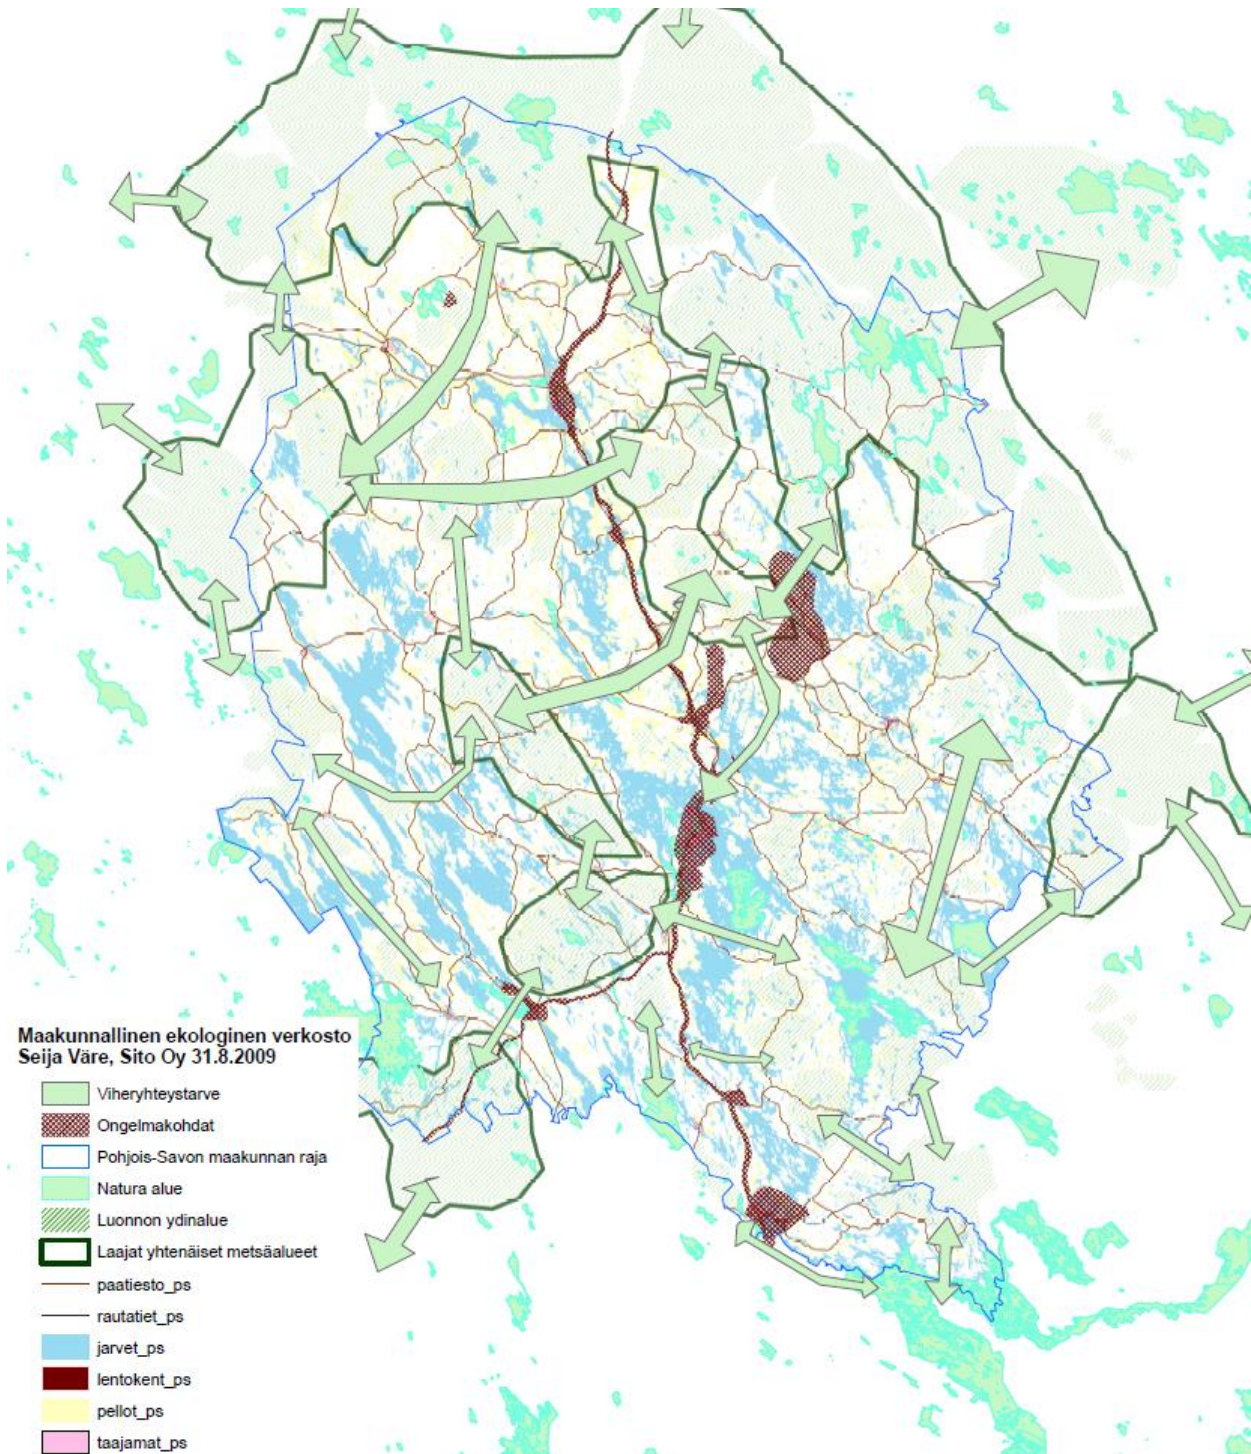 Maakunnallinen ekologinen verkosto
Seija Väre, Sito Oy 31.8.2009
Viheryhteystarve
Ongelmakohdat
Pohjois-Savon maakunnan raja
Natura alue
Luonnon ydinalue
Laajat yhtenäiset metsäalueet
paatiesto_ps
rautatiet_ps
jarvet_ps
lentokent_ps
pellot_ps
taajamat_ps